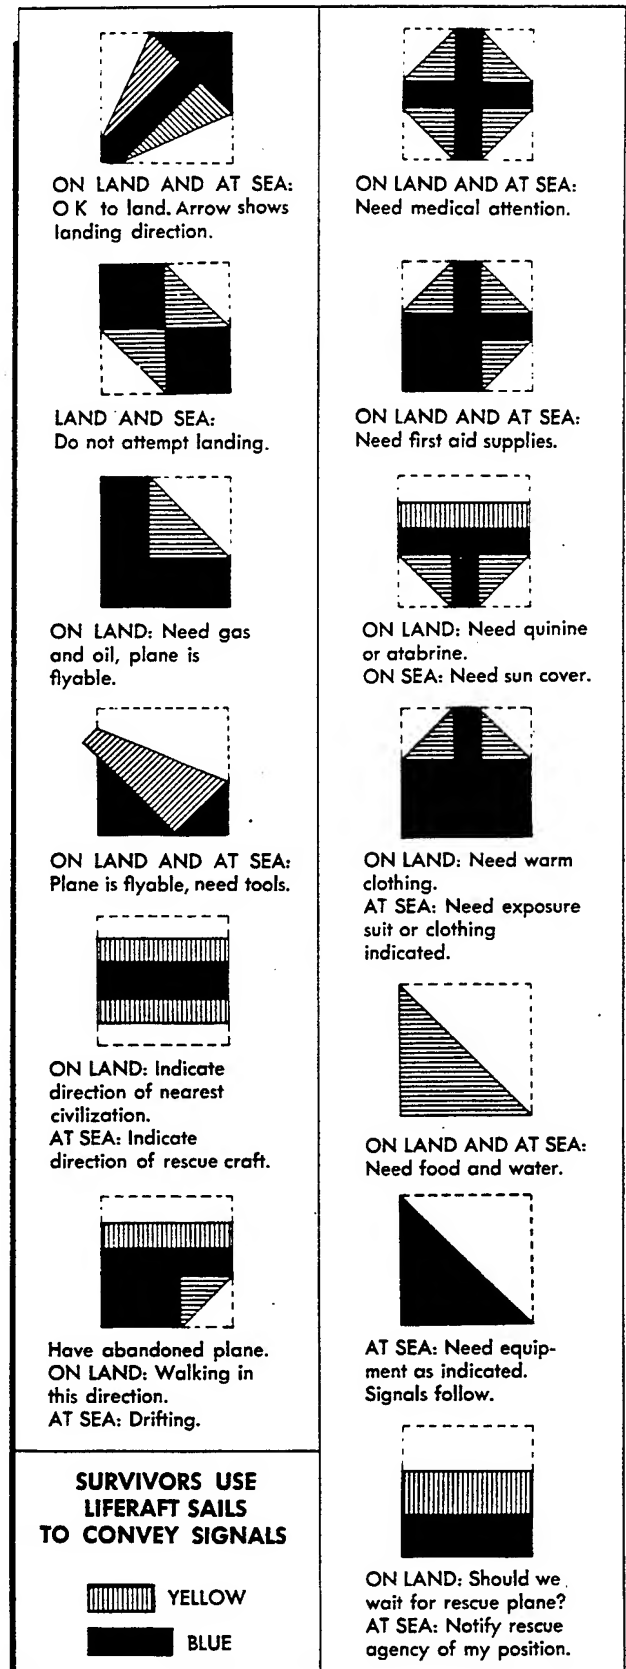 ON LAND AND AT SEA:
O K to land. Arrow shows
landing direction.
LAND AND SEA:
Do not attempt landing.
ON LAND: Need gas
and oil, plane is
flyable.
ON LAND AND AT SEA:
Plane is flyable, need tools.
ON LAND: Indicate
direction of nearest
civilization.
AT SEA: Indicate
direction of rescue craft.
Have abandoned plane.
ON LAND: Walking in
this direction.
AT SEA: Drifting.
SURVIVORS USE
LIFERAFT SAILS
TO CONVEY SIGNALS
YELLOW
BLUE
ON LAND AND AT SEA:
Need medical attention.
ON LAND AND AT SEA:
Need first aid supplies.
ON LAND: Need quinine
or atabrine.
ON SEA: Need sun cover.
ON LAND: Need warm
clothing.
AT SEA: Need exposure
suit or clothing
indicated.
ON LAND AND AT SEA:
Need food and water.
AT SEA: Need equip-
ment as indicated.
Signals follow.
ON LAND: Should we
wait for rescue plane?
AT SEA: Notify rescue
agency of my position.